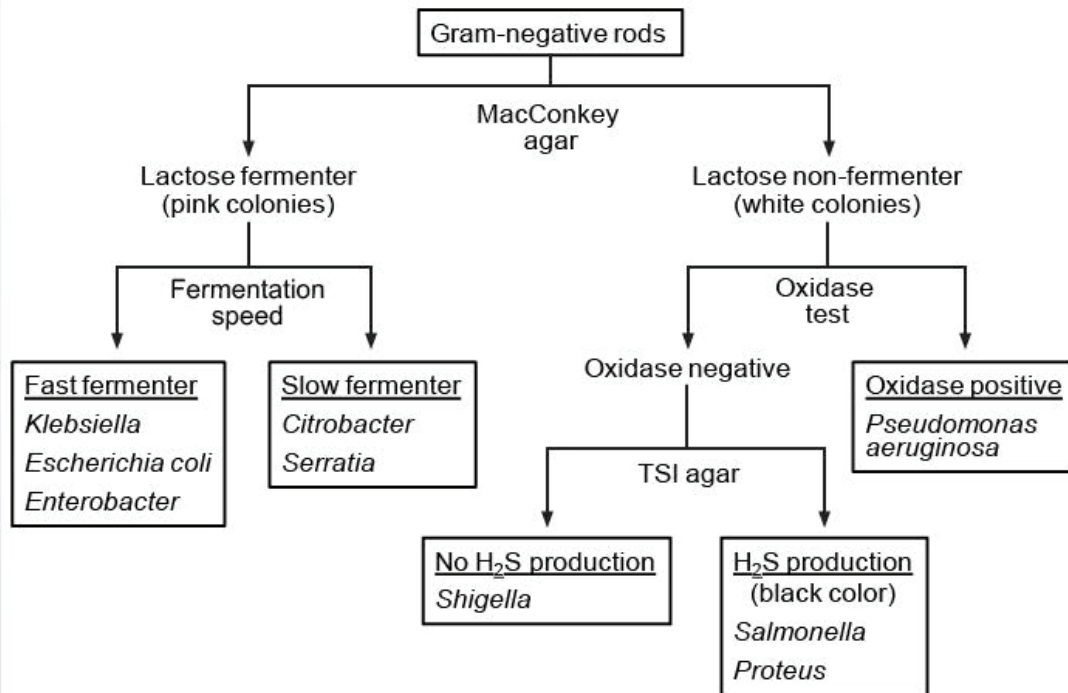 Gram-negative rods
MacConkey
agar
Lactose fermenter
(pink colonies)
Lactose non-fermenter
(white colonies)
Fermentation
speed
Oxidase
test
Fast fermenter
Klebsiella
Escherichia coli
Enterobacter
Slow fermenter
Citrobacter
Serratia
Oxidase negative
Oxidase positive
Pseudomonas
aeruginosa
TSI agar
No H₂S production
Shigella
H₂S production
(black color)
Salmonella
Proteus